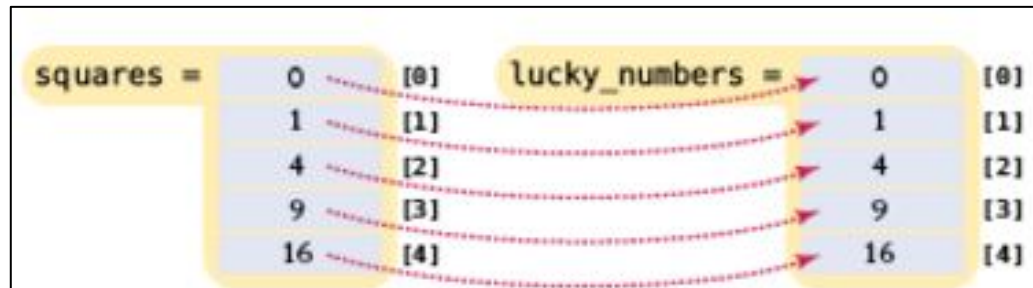 squares = 0 [0] lucky_numbers = 0 [0]
1 [1] 1 [1]
4 [2] 4 [2]
9 [3] 9 [3]
16 [4] 16 [4]